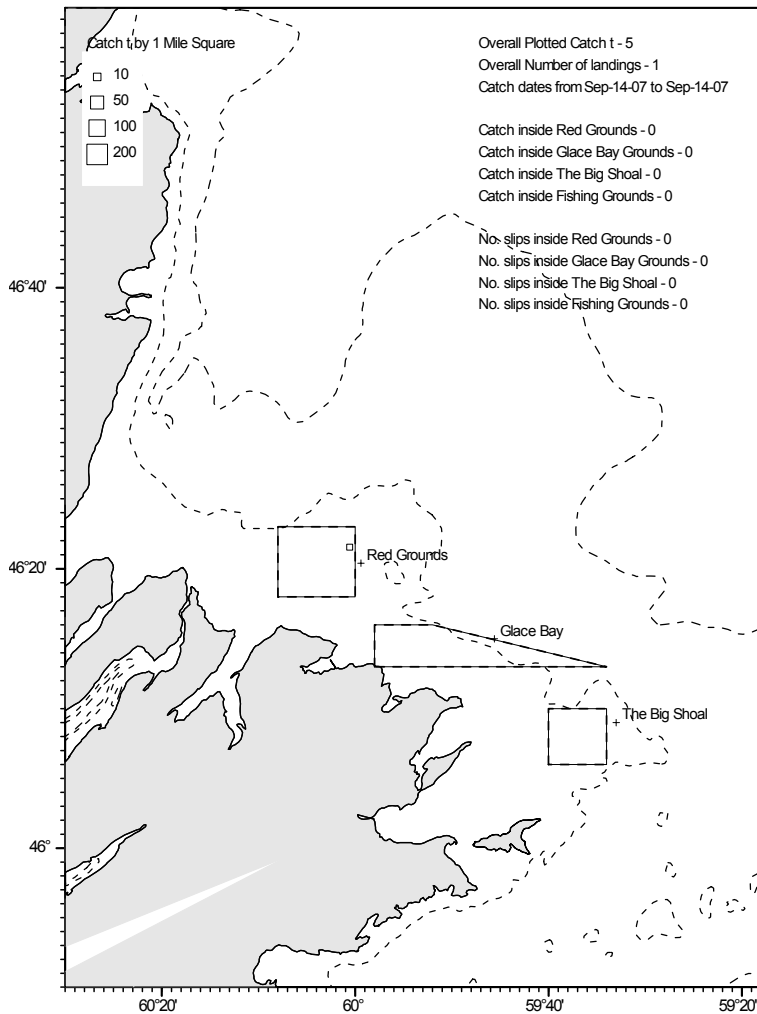 Catch t by 1 Mile Square
10
50
100
200
Overall Plotted Catch t - 5
Overall Number of landings - 1
Catch dates from Sep-14-07 to Sep-14-07
Catch inside Red Grounds - 0
Catch inside Glace Bay Grounds - 0
Catch inside The Big Shoal - 0
Catch inside Fishing Grounds - 0
No. slips inside Red Grounds - 0
No. slips inside Glace Bay Grounds - 0
No. slips inside The Big Shoal - 0
No. slips inside Fishing Grounds - 0
46°40'
46°20'
46°
Red Grounds
Glace Bay
The Big Shoal
60°20'
60°
59°40'
59°20'